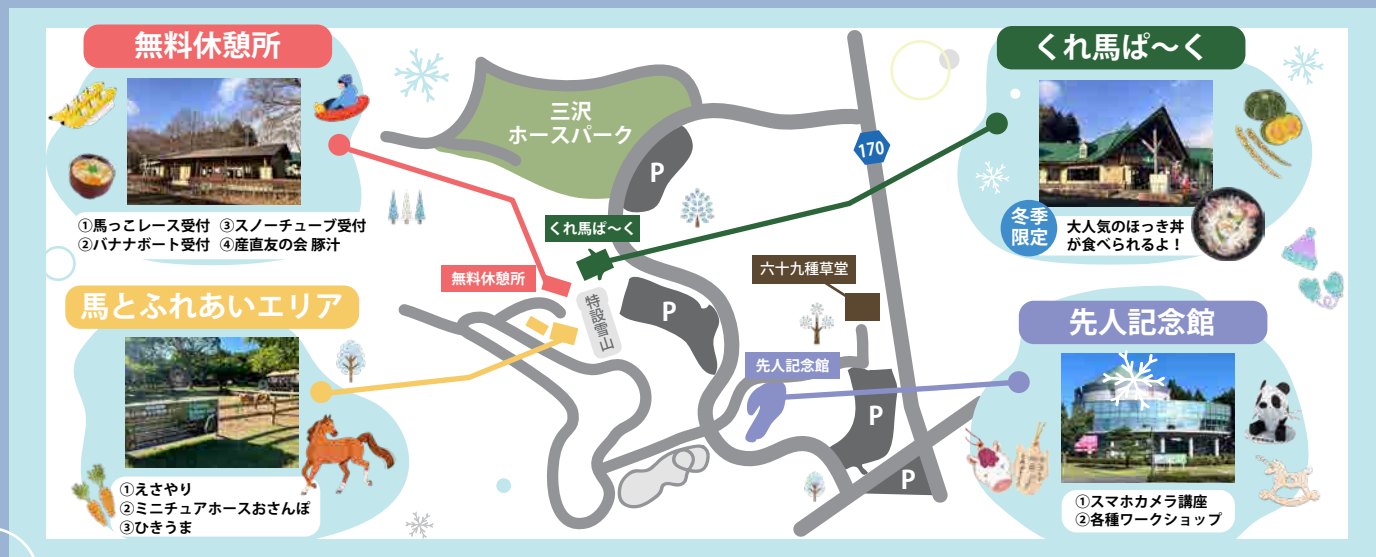 無料休憩所
①馬っこレース受付 ③スノーチューブ受付
②バナナボート受付 ④産直友の会 豚汁
馬とふれあいエリア
①えさやり
②ミニチュアホースおさんぽ
③ひきうま
三沢
ホースパーク
P
170
くれ馬ぱ～く
無料休憩所
特設雪山
P
六十九種草堂
先人記念館
P
P
くれ馬ぱ～く
冬季
限定
大人気のほっき丼
が食べられるよ！
先人記念館
①スマホカメラ講座
②各種ワークショップ